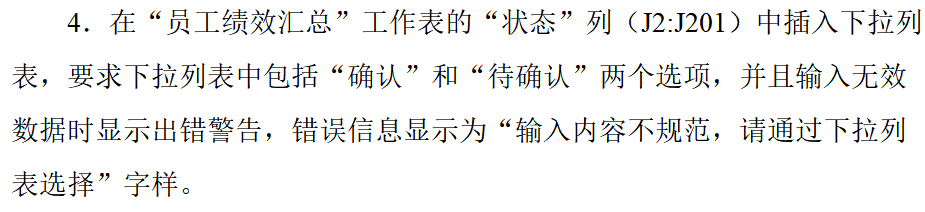 4．在“员工绩效汇总”工作表的“状态”列（J2:J201）中插入下拉列
表，要求下拉列表中包括“确认”和“待确认”两个选项，并且输入无效
数据时显示出错警告，错误信息显示为“输入内容不规范，请通过下拉列
表选择”字样。